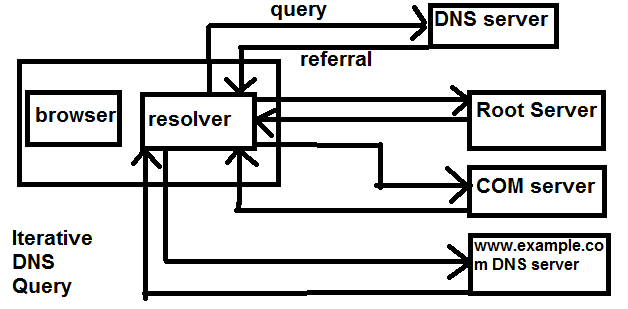 query
DNS server
referral
browser
resolver
Root Server
COM server
Iterative
DNS
Query
www.example.co
m DNS server